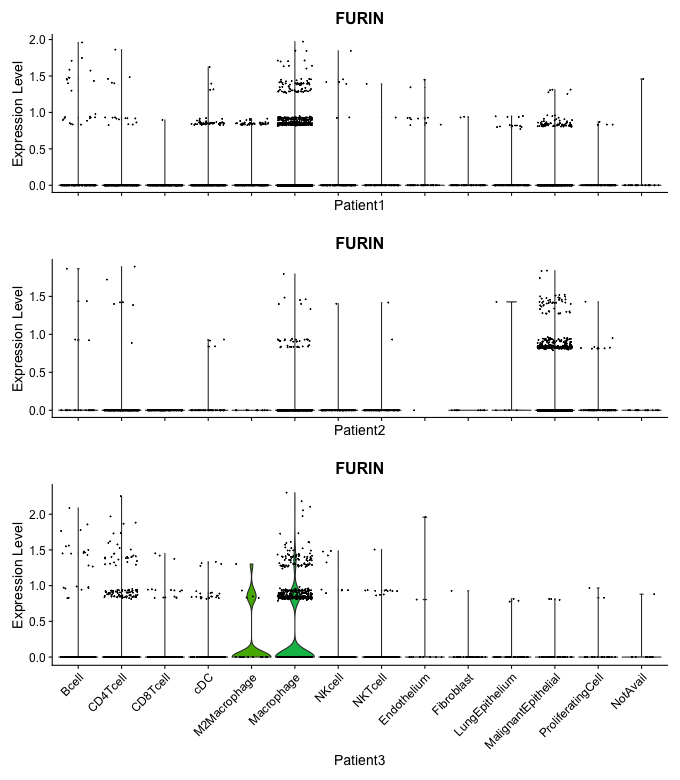 FURIN
Expression Level
2.0
1.5
1.0
0.5
0.0
Patient1
FURIN
Expression Level
1.5
1.0
0.5
0.0
Patient2
FURIN
Expression Level
2.0
1.5
1.0
0.5
0.0
Bcell
CD4Tcell
CD8Tcell
cDC
M2Macrophage
Macrophage
NKcell
NKTcell
Endothelium
Fibroblast
LungEpithelium
MalignantEpithelial
ProliferatingCell
NotAvail
Patient3